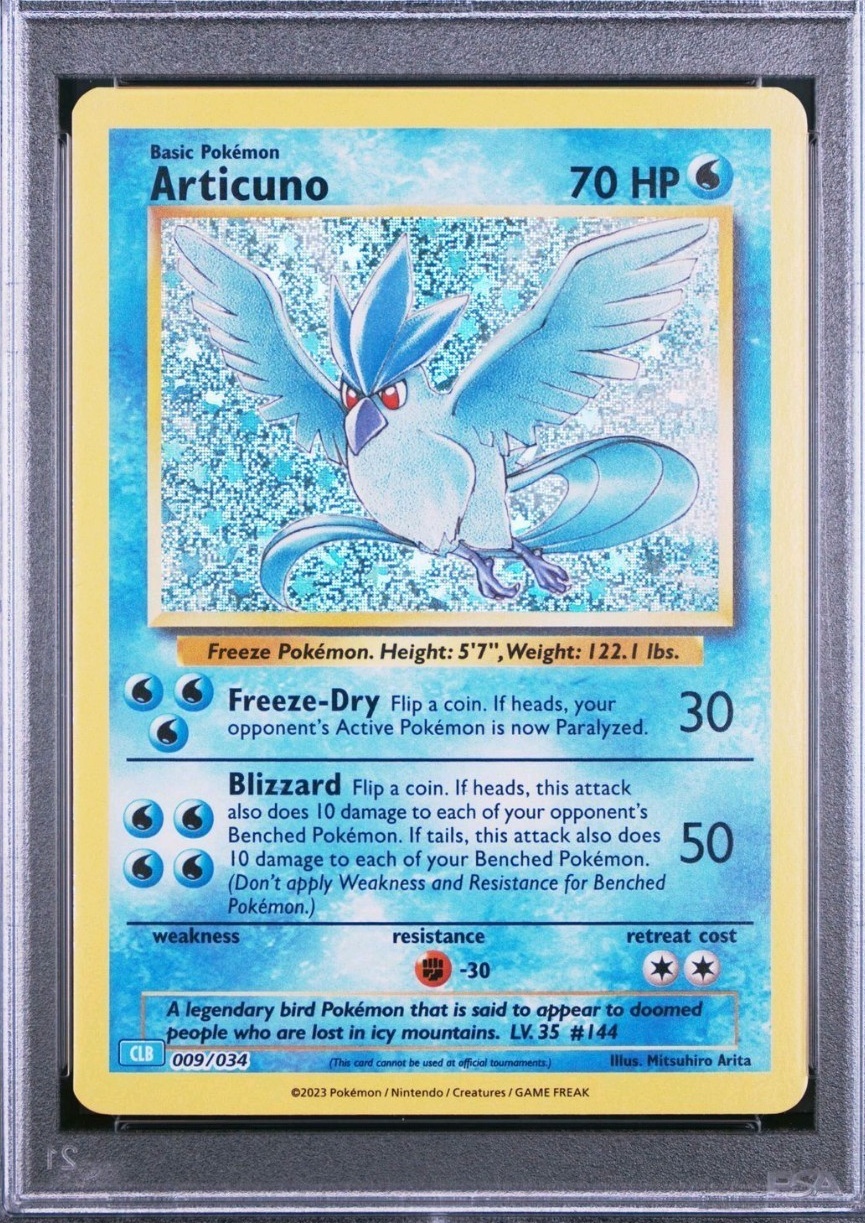 Basic Pokémon
Articuno
70 HP
Freeze Pokémon. Height: 5'7", Weight: 122.1 lbs.
Freeze-Dry Flip a coin. If heads, your
opponent's Active Pokémon is now Paralyzed.
30
Blizzard Flip a coin. If heads, this attack
also does 10 damage to each of your opponent's
Benched Pokémon. If tails, this attack also does
10 damage to each of your Benched Pokémon.
(Don't apply Weakness and Resistance for Benched
Pokémon.)
50
weakness resistance retreat cost
-30
A legendary bird Pokémon that is said to appear to doomed
people who are lost in icy mountains. LV. 35 #144
CLB 009/034 (This card cannot be used at official tournaments.) Illus. Mitsuhiro Arita
©2023 Pokémon / Nintendo / Creatures / GAME FREAK
21
PSA